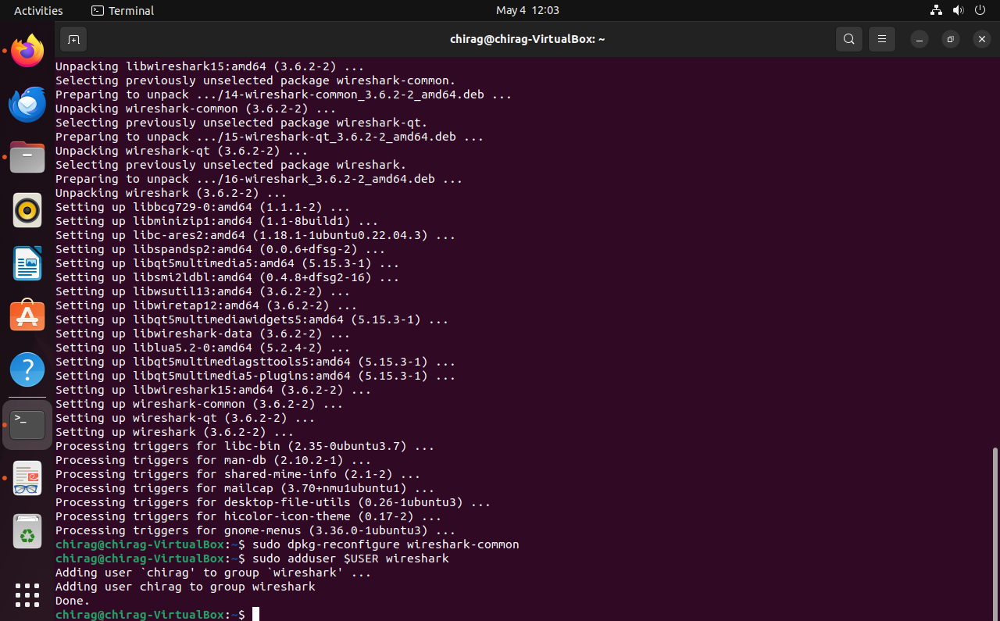 Activities
Terminal
May 4 12:03
chirag@chirag-VirtualBox: ~
Unpacking libwireshark15:amd64 (3.6.2-2) ...
Selecting previously unselected package wireshark-common.
Preparing to unpack .../14-wireshark-common_3.6.2-2_amd64.deb ...
Unpacking wireshark-common (3.6.2-2) ...
Selecting previously unselected package wireshark-qt.
Preparing to unpack .../15-wireshark-qt_3.6.2-2_amd64.deb ...
Unpacking wireshark-qt (3.6.2-2) ...
Selecting previously unselected package wireshark.
Preparing to unpack .../16-wireshark_3.6.2-2_amd64.deb ...
Unpacking wireshark (3.6.2-2) ...
Setting up libbcg729-0:amd64 (1.1.1-2) ...
Setting up libminizip1:amd64 (1.1-8build1) ...
Setting up libc-ares2:amd64 (1.18.1-1ubuntu0.22.04.3) ...
Setting up libspandsp2:amd64 (0.0.6+dfsg-2) ...
Setting up libqt5multimedia5:amd64 (5.15.3-1) ...
Setting up libsmi2ldbl:amd64 (0.4.8+dfsg2-16) ...
Setting up libwsutil13:amd64 (3.6.2-2) ...
Setting up libwiretap12:amd64 (3.6.2-2) ...
Setting up libqt5multimediawidgets5:amd64 (5.15.3-1) ...
Setting up libwireshark-data (3.6.2-2) ...
Setting up liblua5.2-0:amd64 (5.2.4-2) ...
Setting up libqt5multimediagsttools5:amd64 (5.15.3-1) ...
Setting up libqt5multimedia5-plugins:amd64 (5.15.3-1) ...
Setting up libwireshark15:amd64 (3.6.2-2) ...
Setting up wireshark-common (3.6.2-2) ...
Setting up wireshark-qt (3.6.2-2) ...
Setting up wireshark (3.6.2-2) ...
Processing triggers for libc-bin (2.35-0ubuntu3.7) ...
Processing triggers for man-db (2.10.2-1) ...
Processing triggers for shared-mime-info (2.1-2) ...
Processing triggers for mailcap (3.70+nmu1ubuntu1) ...
Processing triggers for desktop-file-utils (0.26-1ubuntu3) ...
Processing triggers for hicolor-icon-theme (0.17-2) ...
Processing triggers for gnome-menus (3.36.0-1ubuntu3) ...
chirag@chirag-VirtualBox:~$ sudo dpkg-reconfigure wireshark-common
chirag@chirag-VirtualBox:~$ sudo adduser $USER wireshark
Adding user `chirag' to group `wireshark' ...
Adding user chirag to group wireshark
Done.
chirag@chirag-VirtualBox:~$